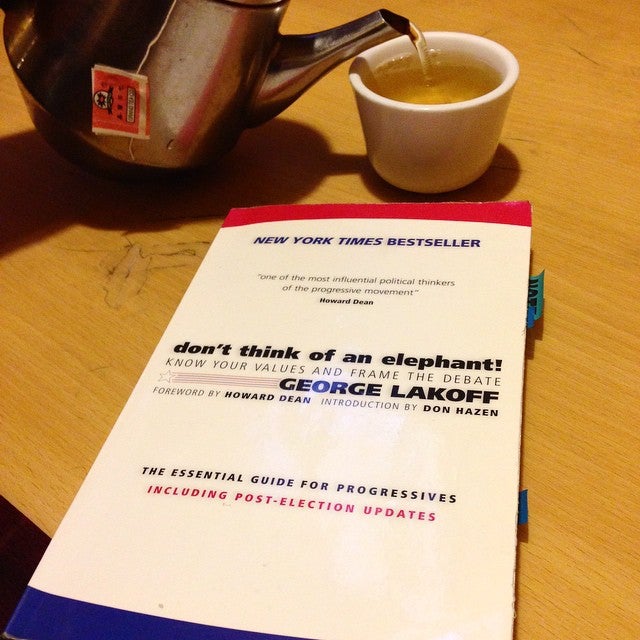 NEW YORK TIMES BESTSELLER
"one of the most influential political thinkers
of the progressive movement"
Howard Dean
don't think of an elephant!
KNOW YOUR VALUES AND FRAME THE DEBATE
GEORGE LAKOFF
FOREWORD BY HOWARD DEAN INTRODUCTION BY DON HAZEN
THE ESSENTIAL GUIDE FOR PROGRESSIVES
INCLUDING POST-ELECTION UPDATES